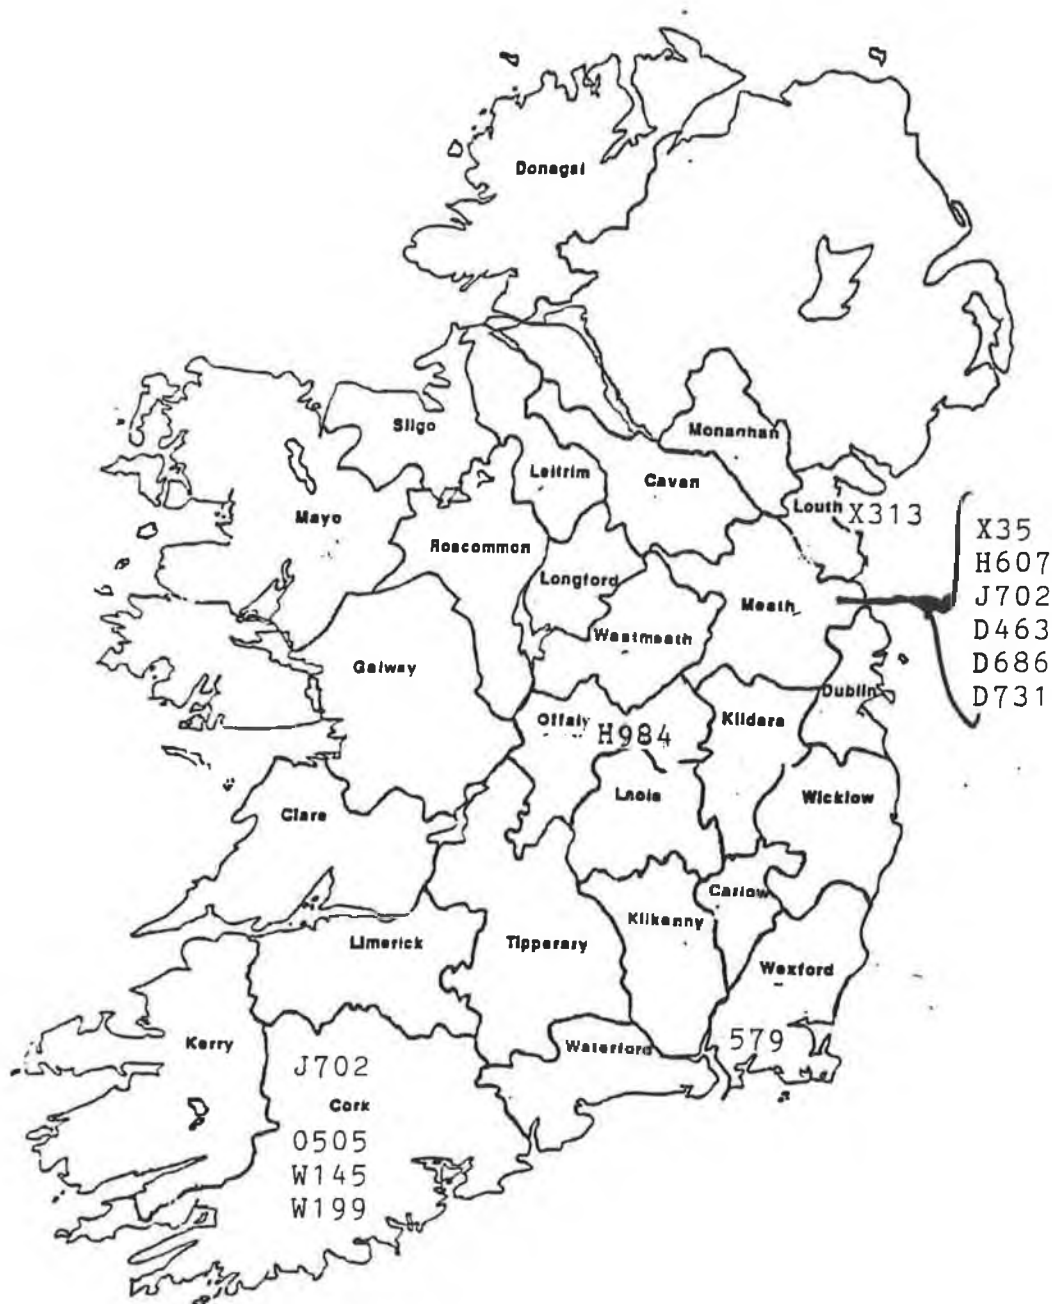 Donagal
Sligo
Monanhan
Leitrim
Cavan
Mayo
Louth X313
Roscommon
X35
H607
J702
D463
D686
D731
Longford
Meath
Westmeath
Galway
Dublin
Offaly H984
Kildare
Laois
Wicklow
Clare
Carlow
Kilkenny
Limerick
Tipperary
Wexford
Kerry
Waterford
579
J702
Cork
0505
W145
W199